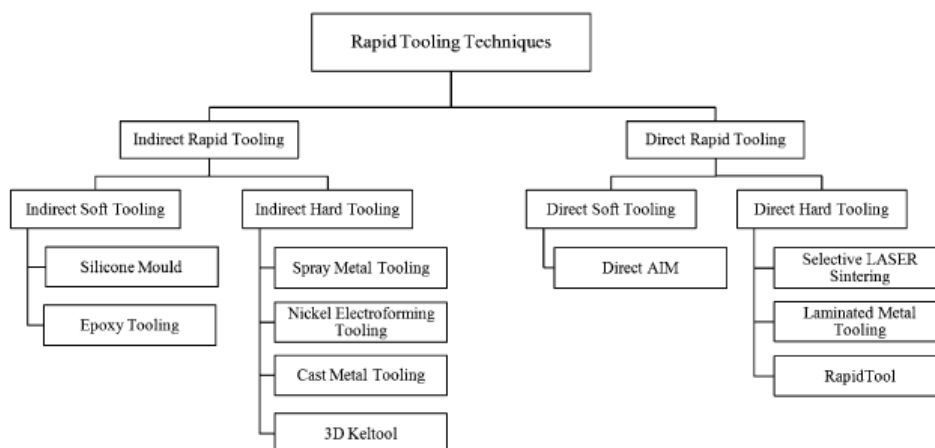 Rapid Tooling Techniques
Indirect Rapid Tooling
Direct Rapid Tooling
Indirect Soft Tooling
Indirect Hard Tooling
Direct Soft Tooling
Direct Hard Tooling
Silicone Mould
Epoxy Tooling
Spray Metal Tooling
Nickel Electroforming
Tooling
Cast Metal Tooling
3D Keltool
Direct AIM
Selective LASER
Sintering
Laminated Metal
Tooling
RapidTool